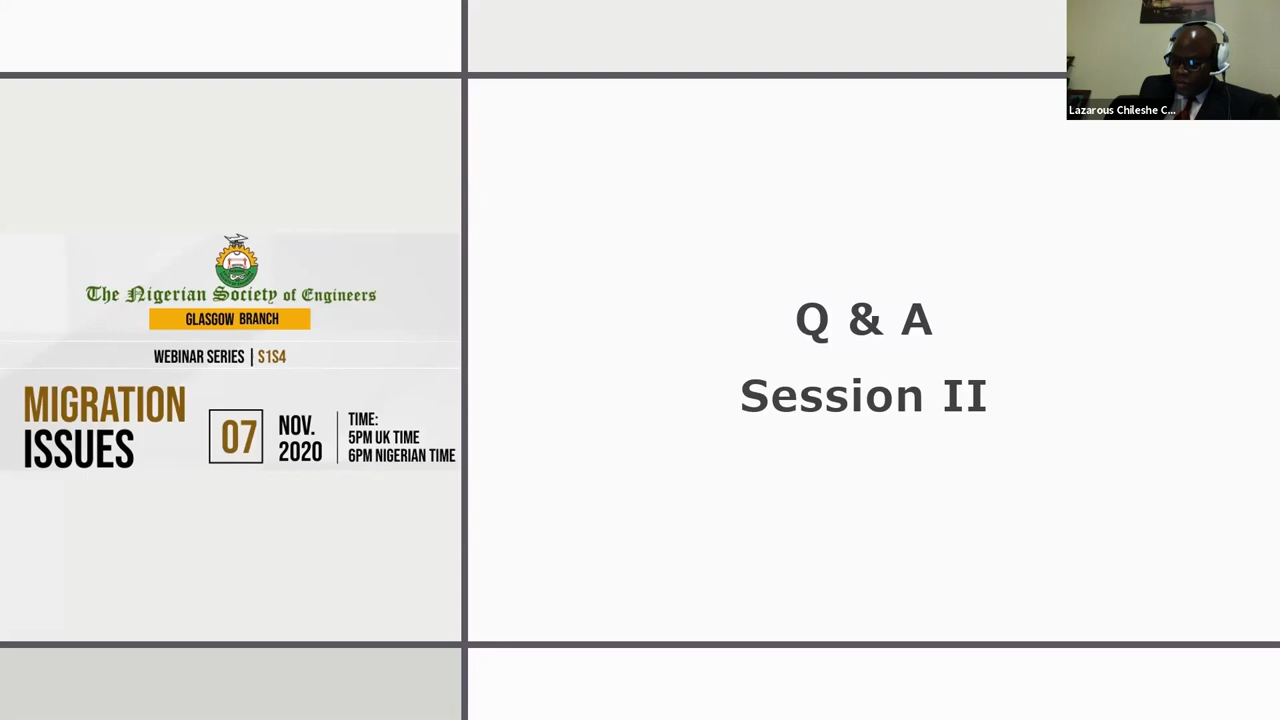 The Nigerian Society of Engineers
GLASGOW BRANCH
WEBINAR SERIES | S1S4
MIGRATION
ISSUES
07
NOV.
2020
TIME:
5PM UK TIME
6PM NIGERIAN TIME
Q & A
Session II
Lazarous Chileshe C...